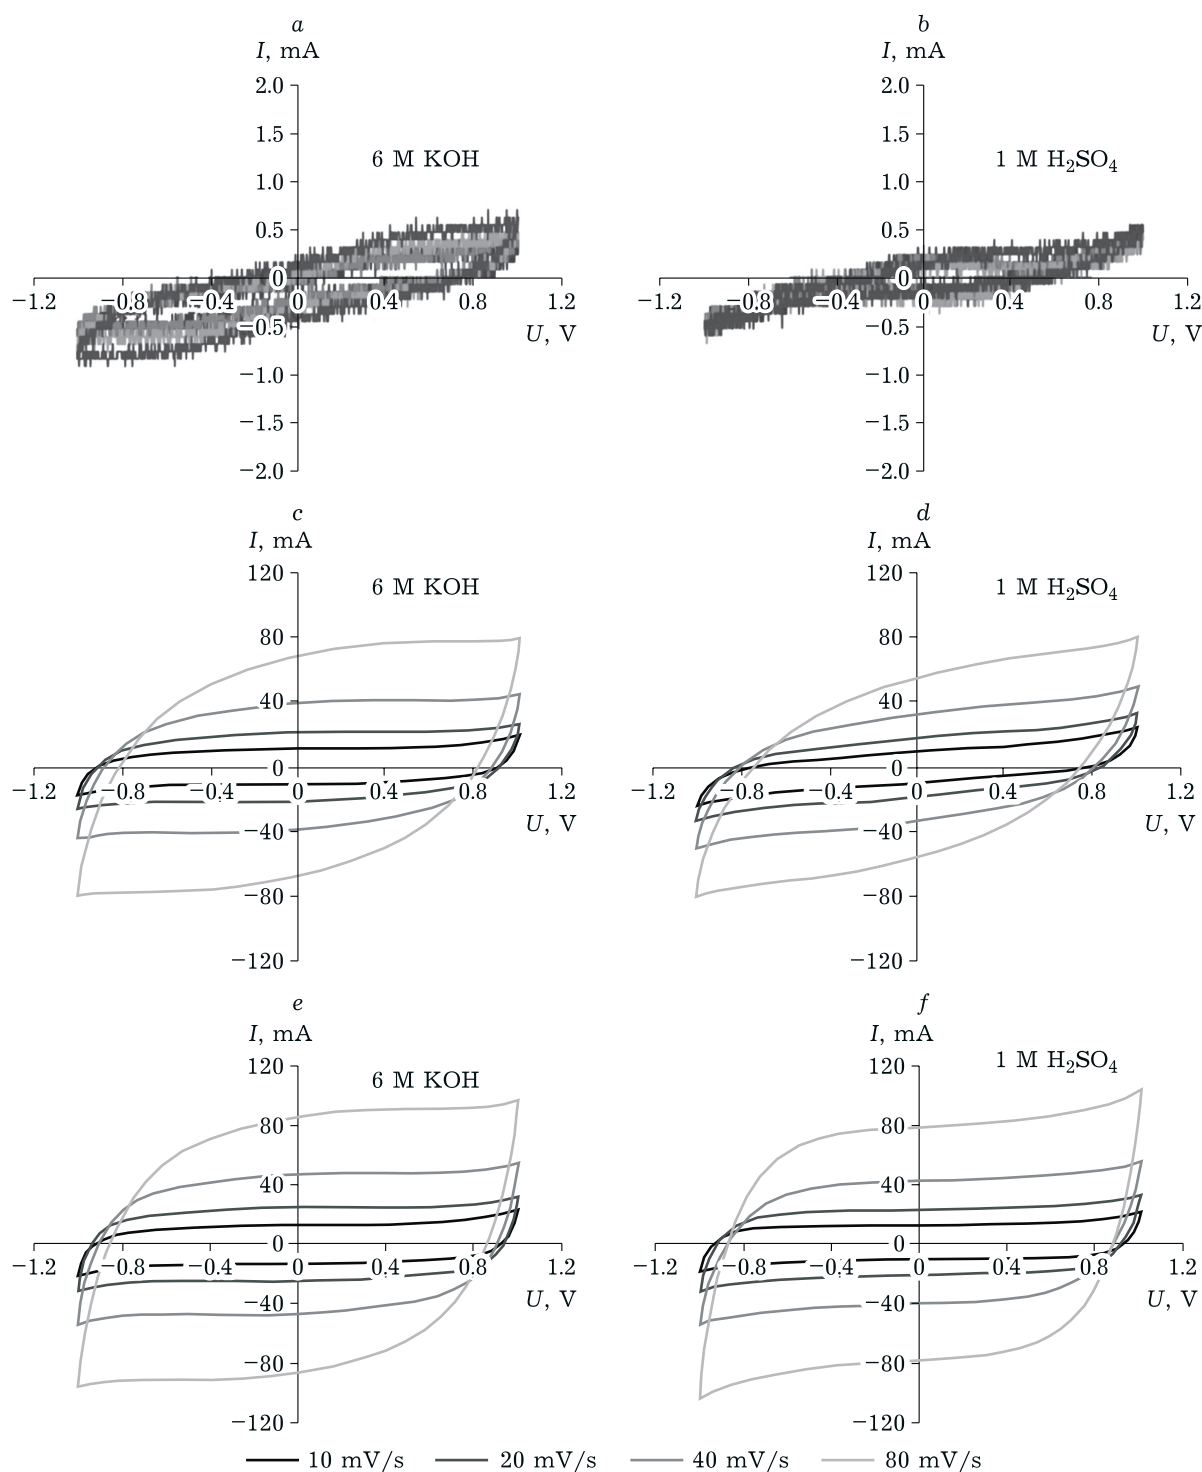 a
I, mA
2.0
1.5
6 M KOH
1.0
0.5
0
−1.2 −0.8 −0.4 0 0.4 0.8 1.2
−0.5
U, V
−1.0
−1.5
−2.0
b
I, mA
2.0
1.5
1 M H₂SO₄
1.0
0.5
0
−1.2 −0.8 −0.4 0 0.4 0.8 1.2
−0.5
U, V
−1.0
−1.5
−2.0
c
I, mA
120
6 M KOH
80
40
0
−1.2 −0.8 −0.4 0 0.4 0.8 1.2
U, V
−40
−80
−120
d
I, mA
120
1 M H₂SO₄
80
40
0
−1.2 −0.8 −0.4 0 0.4 0.8 1.2
U, V
−40
−80
−120
e
I, mA
120
6 M KOH
80
40
0
−1.2 −0.8 −0.4 0 0.4 0.8 1.2
U, V
−40
−80
−120
f
I, mA
1 M H₂SO₄
120
80
40
0
−1.2 −0.8 −0.4 0 0.4 0.8 1.2
U, V
−40
−80
−120
10 mV/s 20 mV/s 40 mV/s 80 mV/s